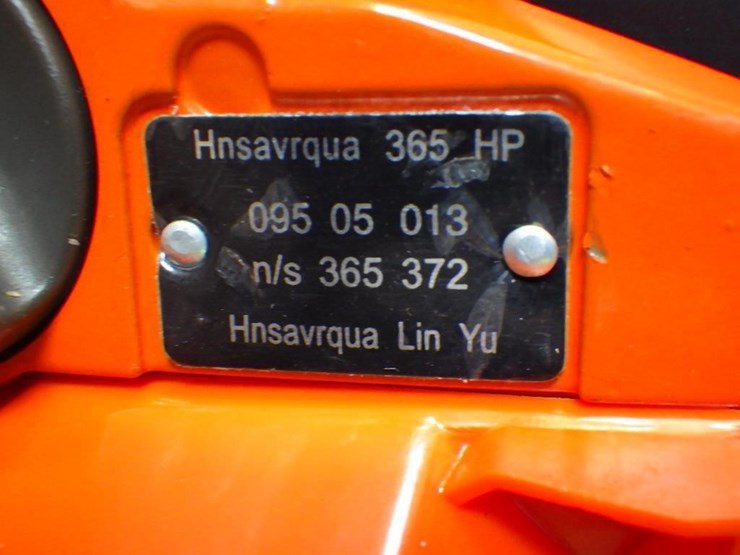 Hnsavrqua 365 HP
095 05 013
n/s 365 372
Hnsavrqua Lin Yu